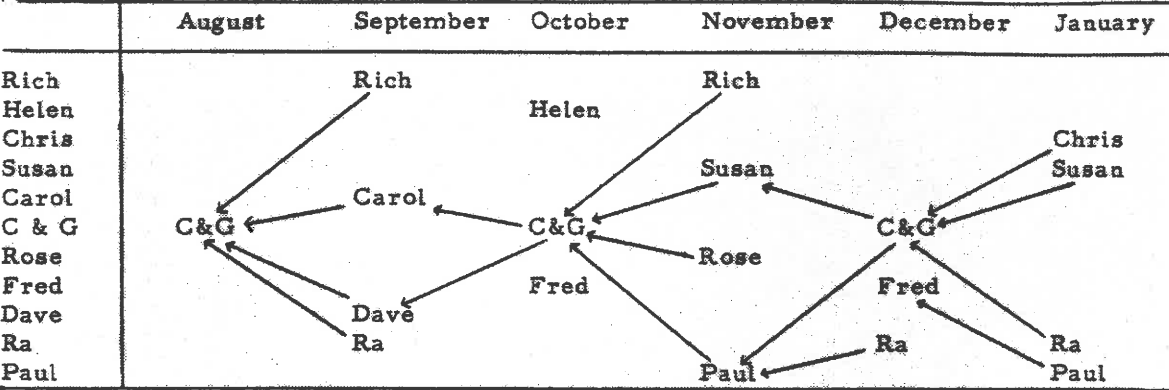 August September October November December January
Rich Rich Rich
Helen Helen
Chris Chris
Susan Susan Susan
Carol Carol
C & G C&G C&G C&G
Rose Rose
Fred Fred Fred
Dave Dave
Ra Ra Ra Ra
Paul Paul Paul